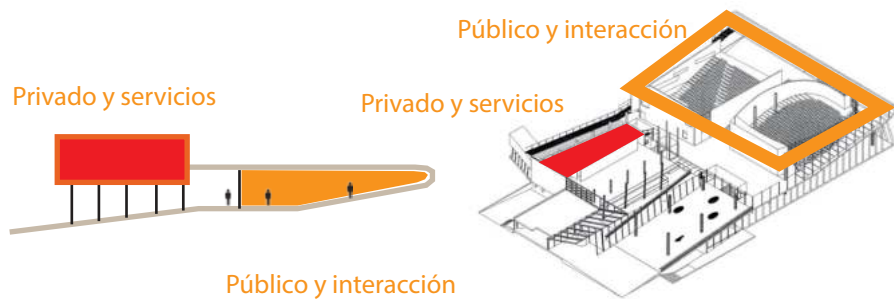 Público y interacción
Privado y servicios
Privado y servicios
Público y interacción